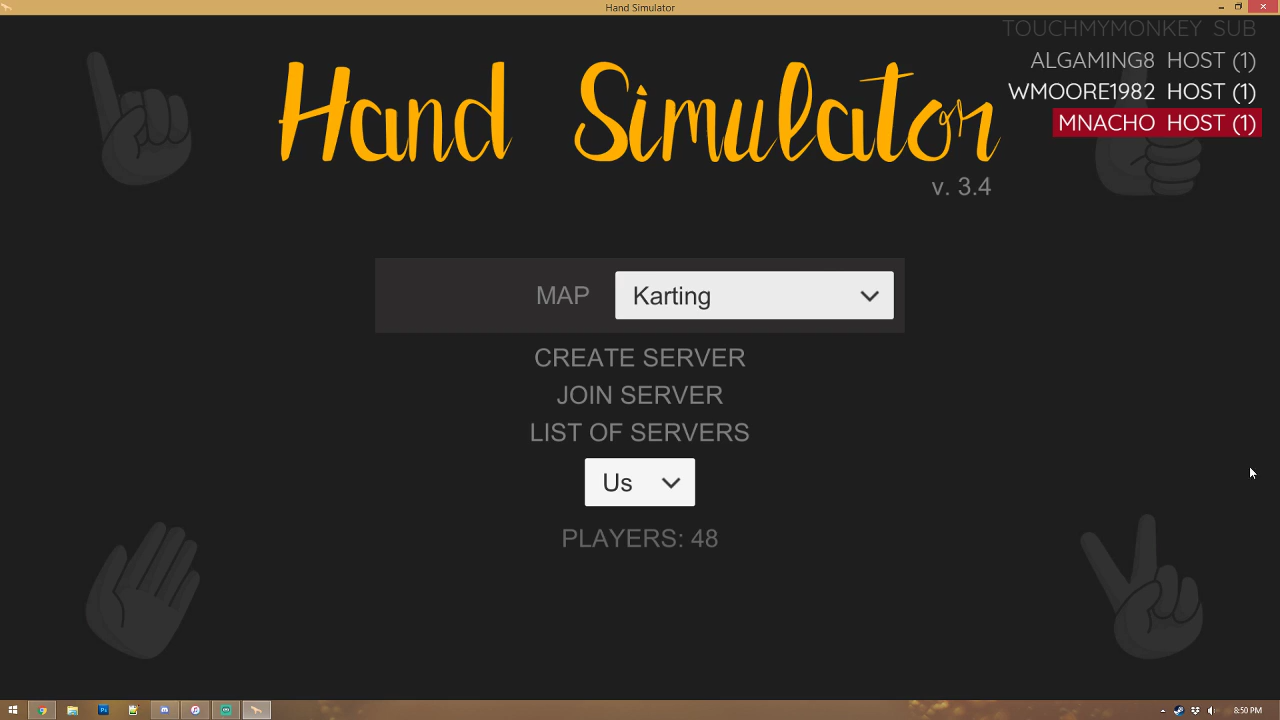 Hand Simulator
TOUCHMYMONKEY SUB
ALGAMING8 HOST (1)
WMOORE1982 HOST (1)
MNACHO HOST (1)
Hand Simulator
v. 3.4
MAP Karting
CREATE SERVER
JOIN SERVER
LIST OF SERVERS
Us
PLAYERS: 48
Ps
8:50 PM